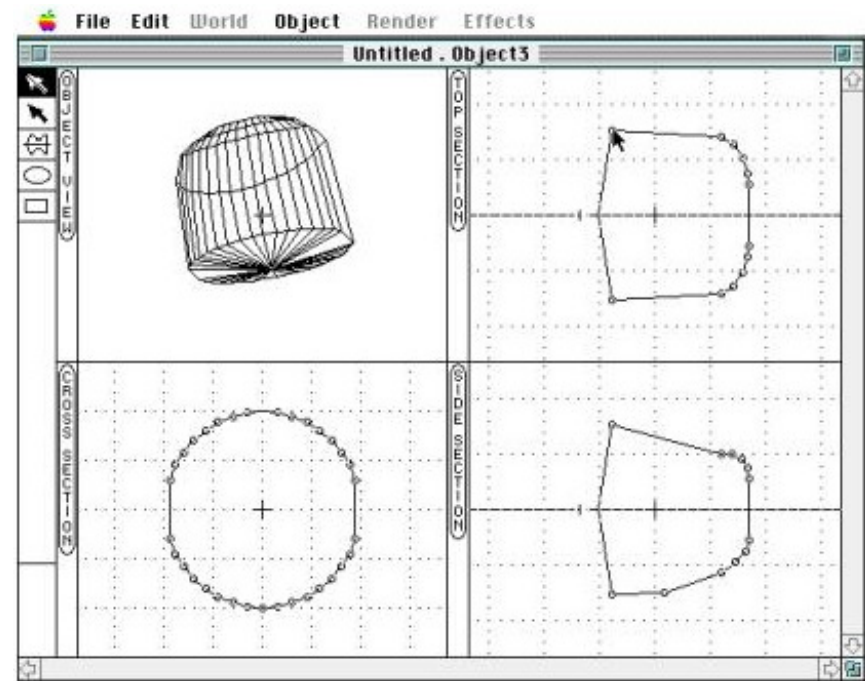 File Edit World Object Render Effects
Untitled . Object3
OBJECT VIEW
TOP SECTION
CROSS SECTION
SIDE SECTION